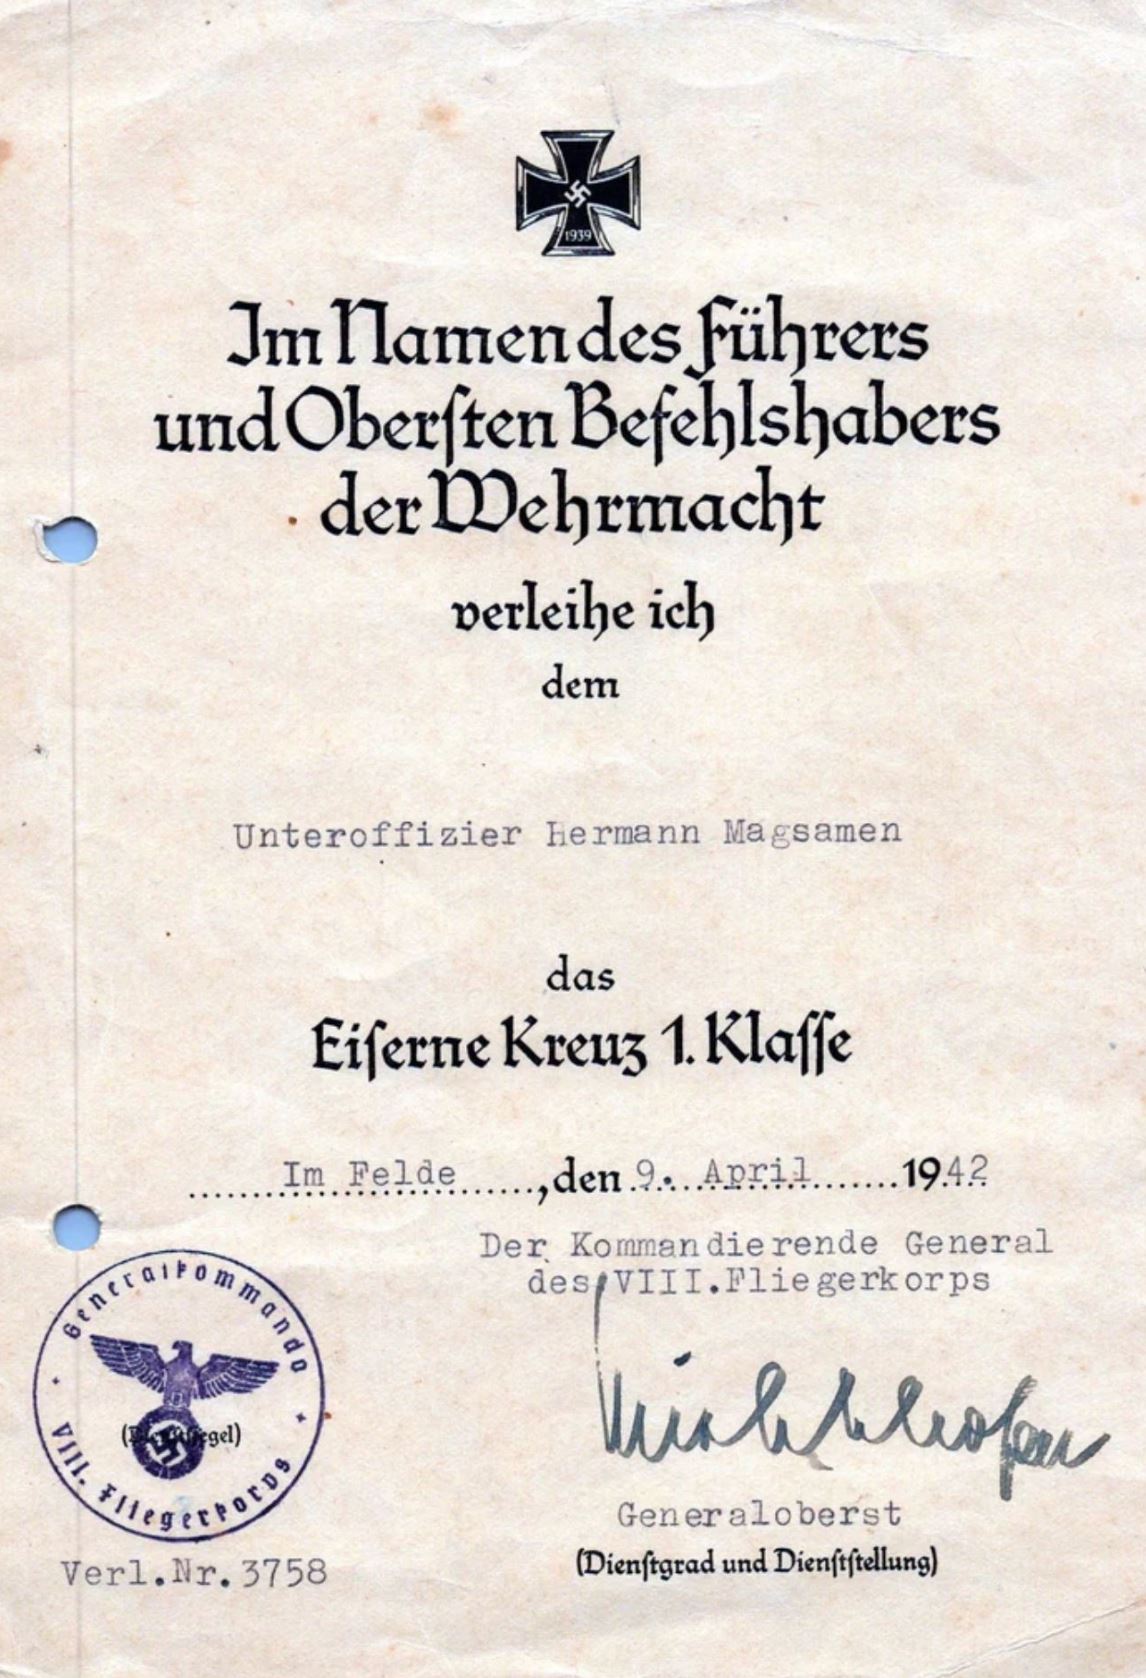 1939
Im Namen des Führers
und Oberſten Befehlshabers
der Wehrmacht
verleihe ich
dem
Unteroffizier Hermann Magsamen
das
Eiſerne Kreuz 1. Klaſſe
Im Felde, den 9. April 1942
Der Kommandierende General
des VIII.Fliegerkorps
Generalkommando
(Dienſtſiegel)
VIII. Fliegerkorps
Richthofen
Generaloberst
(Dienſtgrad und Dienſtſtellung)
Verl.Nr. 3758